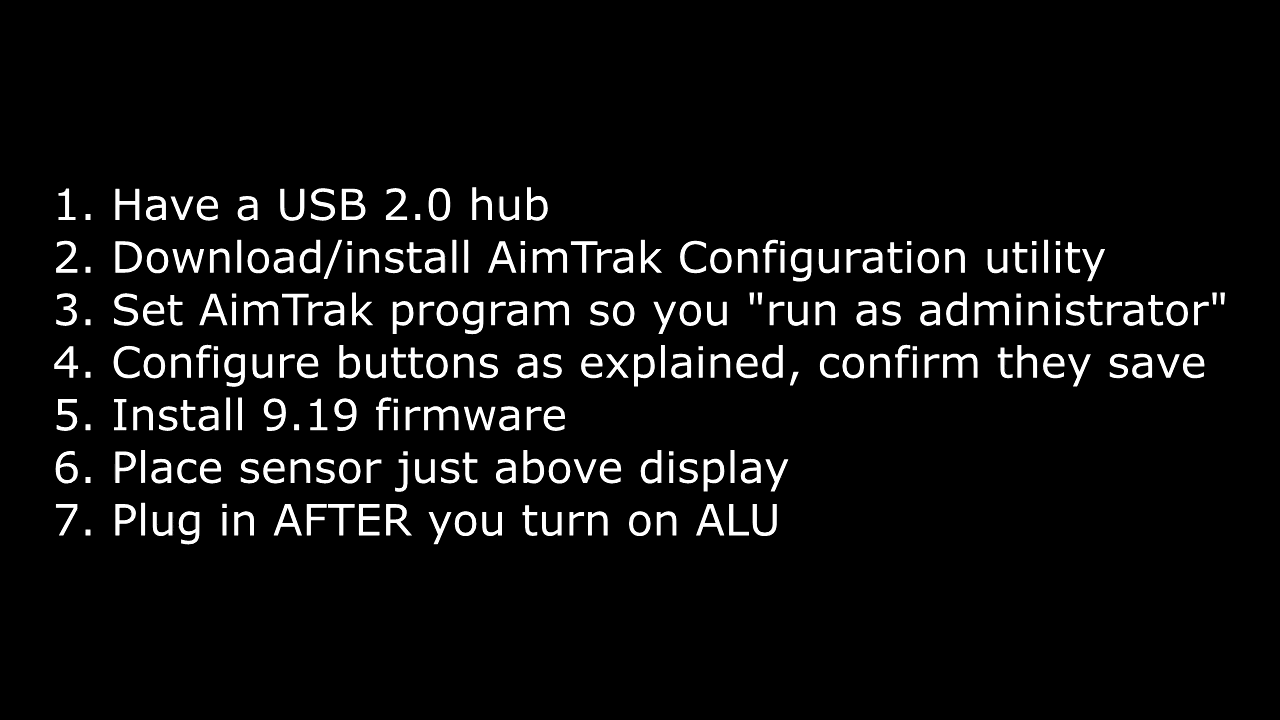 1. Have a USB 2.0 hub
2. Download/install AimTrak Configuration utility
3. Set AimTrak program so you "run as administrator"
4. Configure buttons as explained, confirm they save
5. Install 9.19 firmware
6. Place sensor just above display
7. Plug in AFTER you turn on ALU